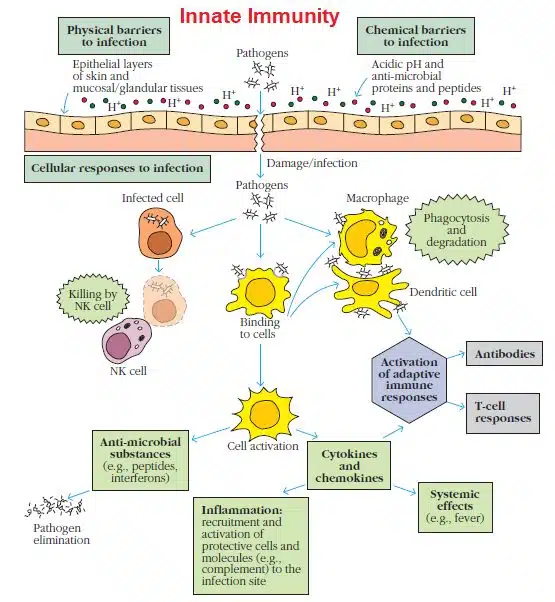 Innate Immunity
Physical barriers
to infection
Chemical barriers
to infection
Epithelial layers
of skin and
mucosal/glandular tissues
Pathogens
Acidic pH and
anti-microbial
proteins and peptides
H⁺
H⁺
H⁺
H⁺
H⁺
H⁺
H⁺
H⁺
H⁺
Cellular responses to infection
Damage/infection
Pathogens
Infected cell
Macrophage
Phagocytosis
and
degradation
Killing by
NK cell
Binding
to cells
Dendritic cell
NK cell
Activation
of adaptive
immune
responses
Antibodies
T-cell
responses
Cell activation
Anti-microbial
substances
(e.g., peptides,
interferons)
Cytokines
and
chemokines
Pathogen
elimination
Inflammation:
recruitment and
activation of
protective cells and
molecules (e.g.,
complement) to the
infection site
Systemic
effects
(e.g., fever)